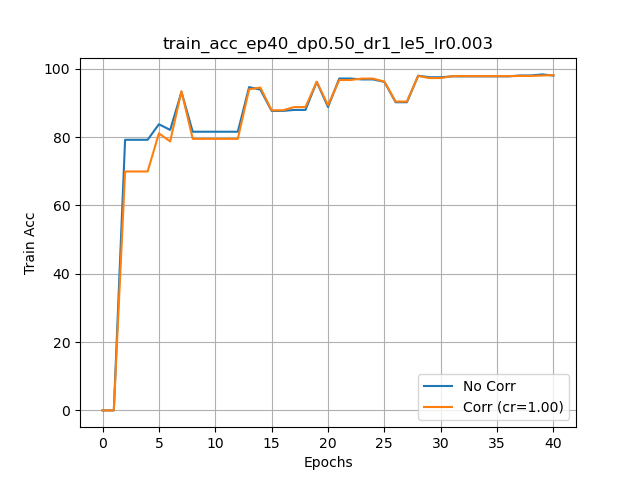 train_acc_ep40_dp0.50_dr1_le5_lr0.003
100
80
60
40
20
0
Train Acc
No Corr
Corr (cr=1.00)
0 5 10 15 20 25 30 35 40
Epochs